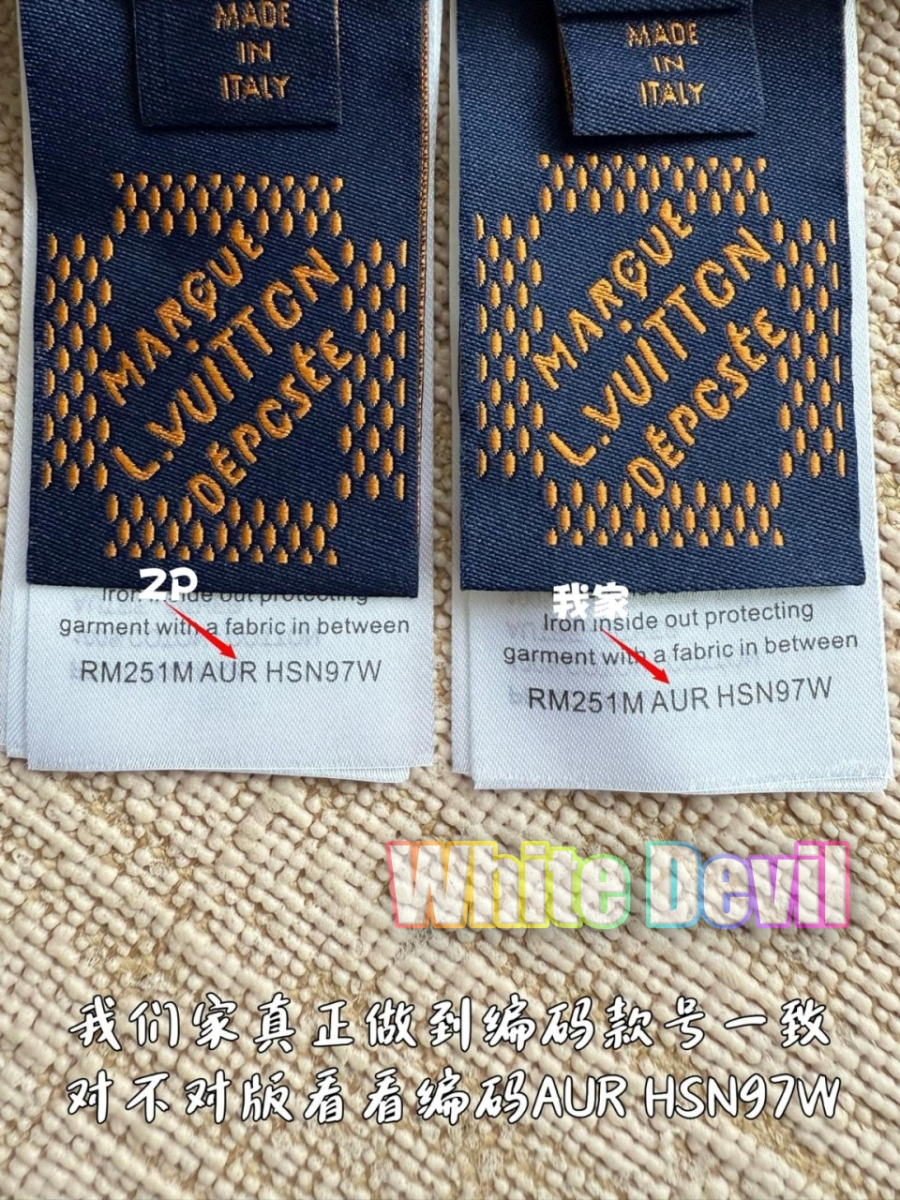 MADE
IN
ITALY
MARQUE
L.VUITTON
DÉPOSÉE
ZP
Iron inside out protecting
garment with a fabric in between
RM251M AUR HSN97W
MADE
IN
ITALY
MARQUE
L.VUITTON
DÉPOSÉE
我家
Iron inside out protecting
garment with a fabric in between
RM251M AUR HSN97W
White Devil
我们家真正做到编码款号一致
对不对版看看编码AUR HSN97W